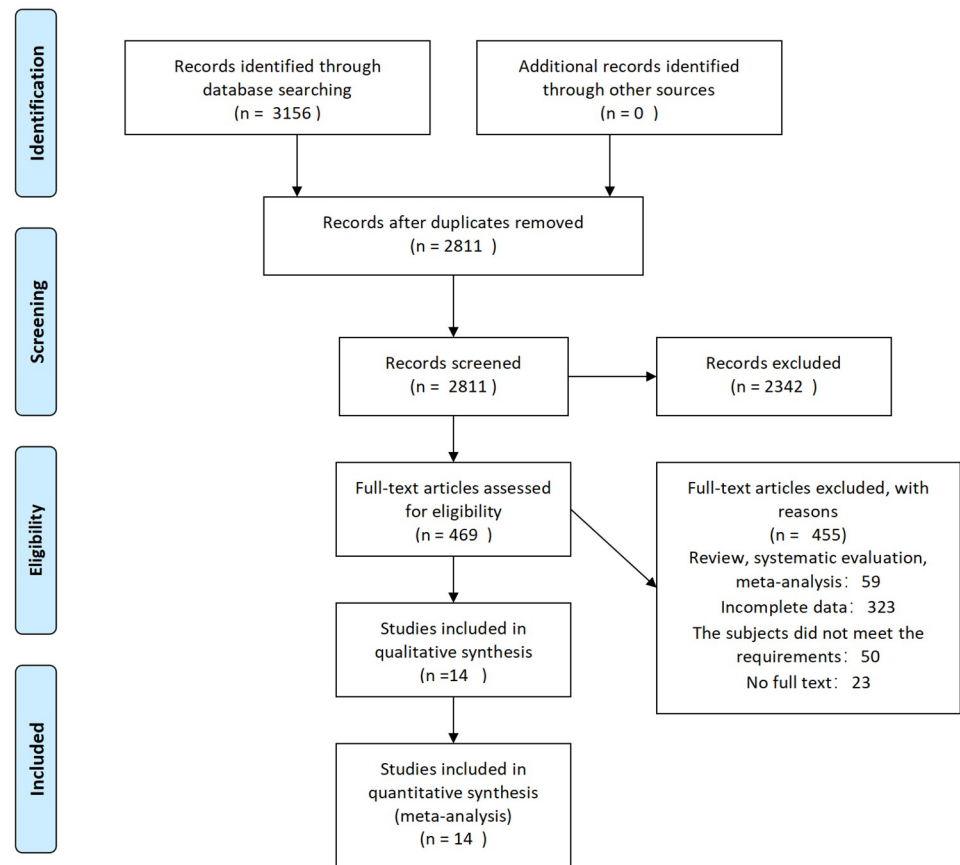 Identification
Records identified through
database searching
(n = 3156 )
Additional records identified
through other sources
(n = 0 )
Records after duplicates removed
(n = 2811 )
Screening
Records screened
(n = 2811 )
Records excluded
(n = 2342 )
Eligibility
Full-text articles assessed
for eligibility
(n = 469 )
Full-text articles excluded, with
reasons
(n = 455)
Review, systematic evaluation,
meta-analysis： 59
Incomplete data： 323
The subjects did not meet the
requirements： 50
No full text： 23
Studies included in
qualitative synthesis
(n =14 )
Included
Studies included in
quantitative synthesis
(meta-analysis)
(n = 14 )